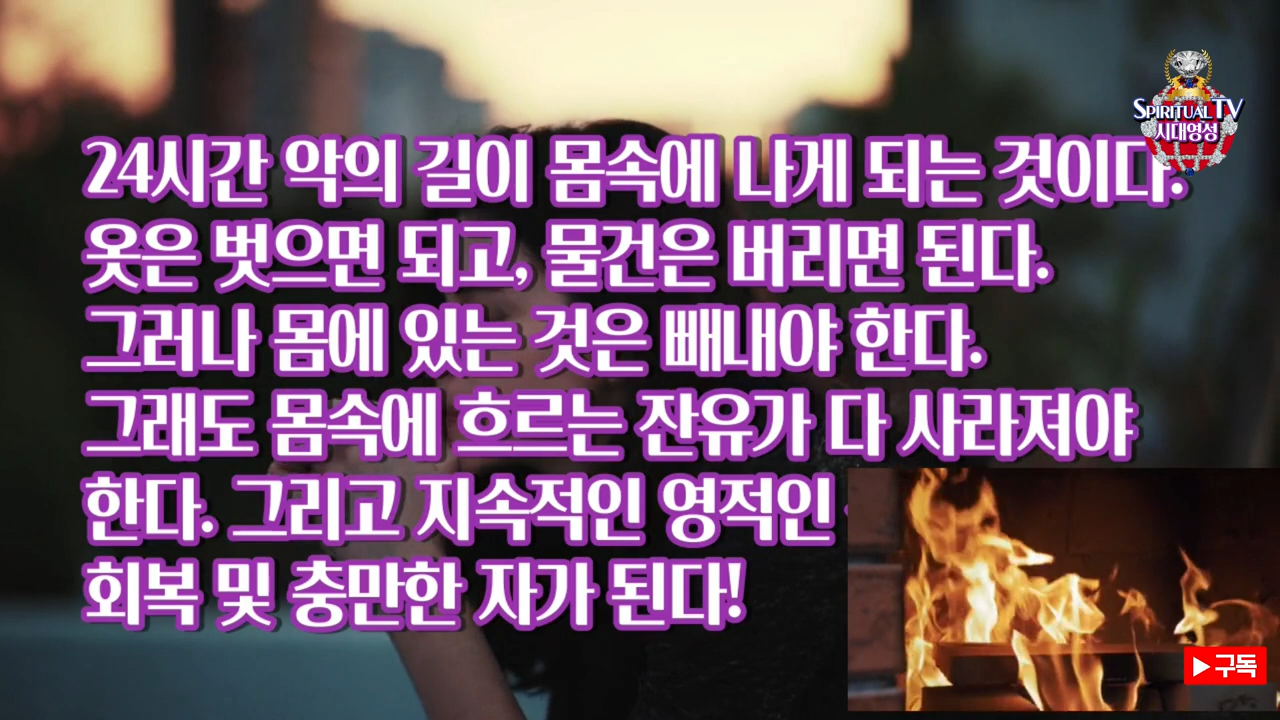 SPIRITUAL TV
시대영성
24시간 악의 길이 몸속에 나게 되는 것이다.
옷은 벗으면 되고, 물건은 버리면 된다.
그러나 몸에 있는 것은 빼내야 한다.
그래도 몸속에 흐르는 잔유가 다 사라져야
한다. 그리고 지속적인 영적인
회복 및 충만한 자가 된다!
구독